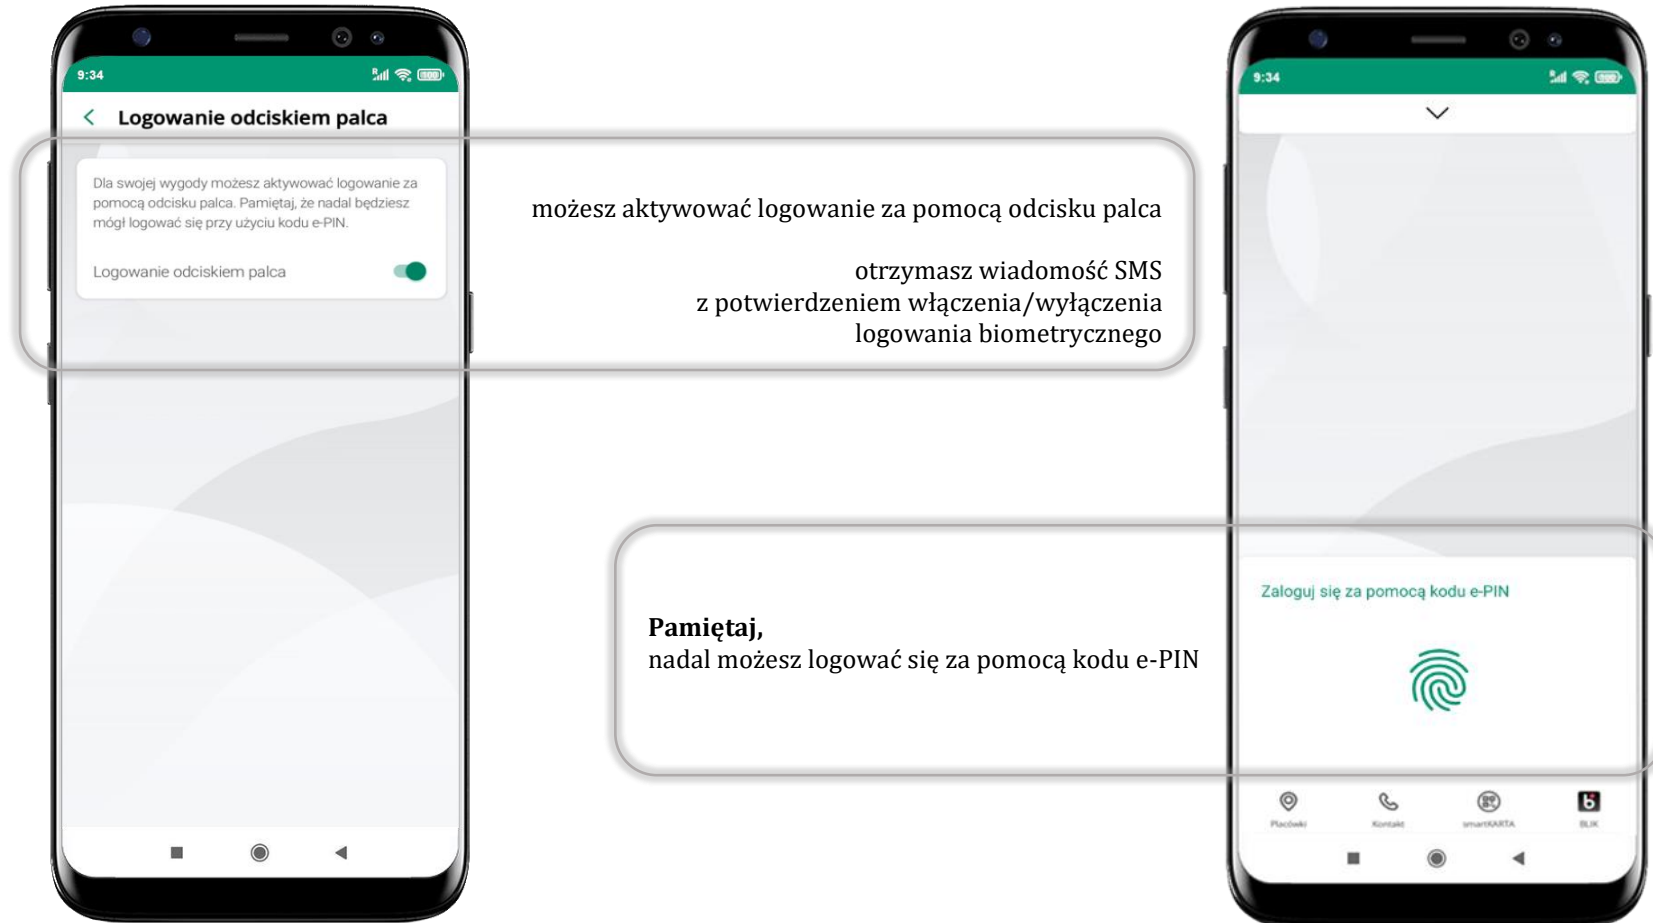 9:34
Logowanie odciskiem palca
Dla swojej wygody możesz aktywować logowanie za
pomocą odcisku palca. Pamiętaj, że nadal będziesz
mógł logować się przy użyciu kodu e-PIN.
Logowanie odciskiem palca
możesz aktywować logowanie za pomocą odcisku palca
otrzymasz wiadomość SMS
z potwierdzeniem włączenia/wyłączenia
logowania biometrycznego
Pamiętaj,
nadal możesz logować się za pomocą kodu e-PIN
9:34
Zaloguj się za pomocą kodu e-PIN
Placówki
Kontakt
smartKARTA
BLIK